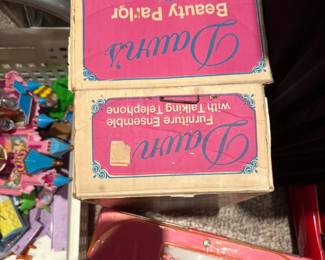 Dawn's
Beauty Parlor
Dawn
Furniture Ensemble
with Talking Telephone